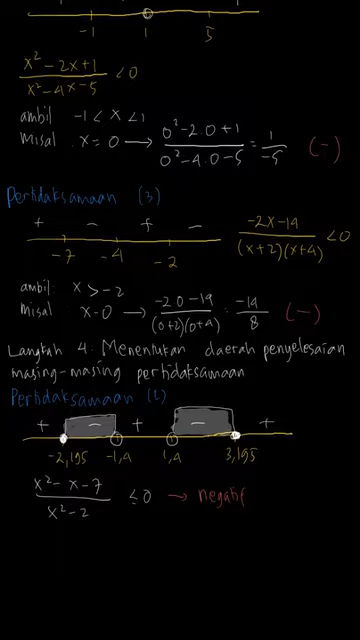 -1 1 5
x² - 2x + 1 / x² - 4x - 5 < 0
ambil -1 < x < 1
misal x = 0 → 0² - 2.0 + 1 / 0² - 4.0 - 5 = 1 / -5 (-)
Pertidaksamaan (3)
+ - + -
-7 -4 -2
-2x - 14 / (x+2)(x+4) < 0
ambil: x > -2
misal x - 0 → -2.0 - 14 / (0+2)(0+4) = -14 / 8 (-)
Langkah 4: Menentukan daerah penyelesaian
masing-masing pertidaksamaan
Pertidaksamaan (1)
+ - + - +
-2,195 -1,4 1,4 3,195
x² - x - 7 / x² - 2 ≤ 0 → negatif